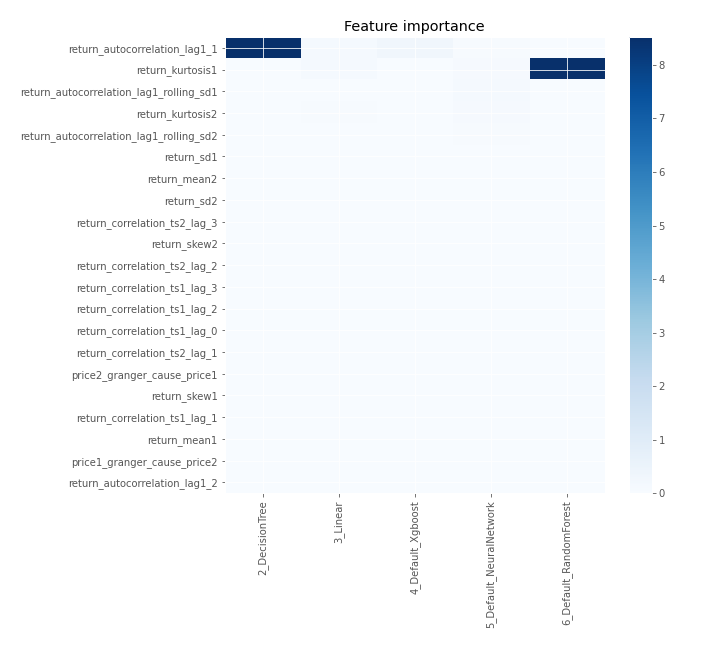 Feature importance
return_autocorrelation_lag1_1
return_kurtosis1
return_autocorrelation_lag1_rolling_sd1
return_kurtosis2
return_autocorrelation_lag1_rolling_sd2
return_sd1
return_mean2
return_sd2
return_correlation_ts2_lag_3
return_skew2
return_correlation_ts2_lag_2
return_correlation_ts1_lag_3
return_correlation_ts1_lag_2
return_correlation_ts1_lag_0
return_correlation_ts2_lag_1
price2_granger_cause_price1
return_skew1
return_correlation_ts1_lag_1
return_mean1
price1_granger_cause_price2
return_autocorrelation_lag1_2
2_DecisionTree
3_Linear
4_Default_Xgboost
5_Default_NeuralNetwork
6_Default_RandomForest
8
7
6
5
4
3
2
1
0